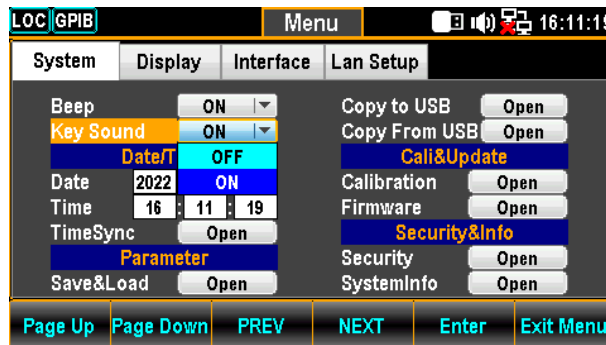 LOC GPIB Menu 16:11:19
System Display Interface Lan Setup
Beep ON
Key Sound ON
OFF
ON
Date/T
Date 2022
Time 16 : 11 : 19
TimeSync Open
Parameter
Save&Load Open
Copy to USB Open
Copy From USB Open
Cali&Update
Calibration Open
Firmware Open
Security&Info
Security Open
SystemInfo Open
Page Up Page Down PREV NEXT Enter Exit Menu